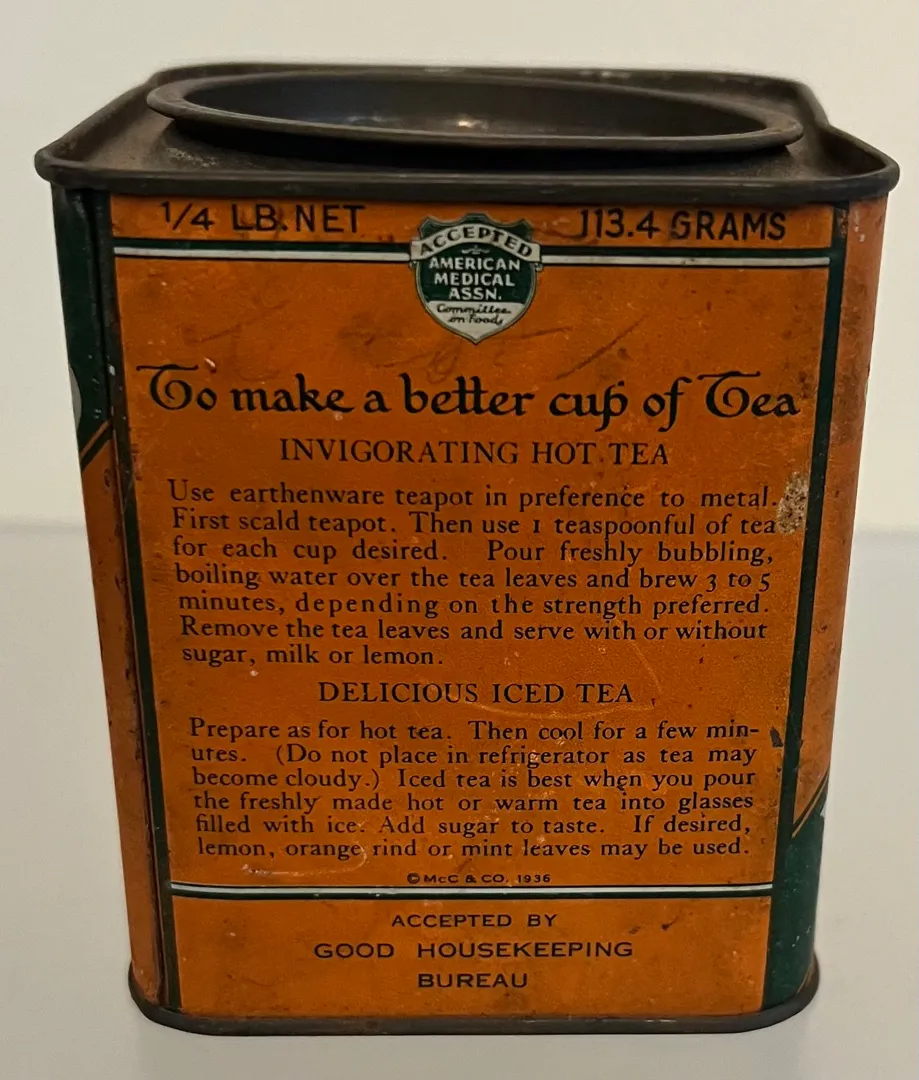 1/4 LB. NET
113.4 GRAMS
ACCEPTED
AMERICAN
MEDICAL
ASSN.
Committee
on Foods
To make a better cup of Tea
INVIGORATING HOT TEA
Use earthenware teapot in preference to metal.
First scald teapot. Then use 1 teaspoonful of tea
for each cup desired. Pour freshly bubbling,
boiling water over the tea leaves and brew 3 to 5
minutes, depending on the strength preferred.
Remove the tea leaves and serve with or without
sugar, milk or lemon.
DELICIOUS ICED TEA
Prepare as for hot tea. Then cool for a few min-
utes. (Do not place in refrigerator as tea may
become cloudy.) Iced tea is best when you pour
the freshly made hot or warm tea into glasses
filled with ice. Add sugar to taste. If desired,
lemon, orange rind or mint leaves may be used.
© McC & CO. 1936
ACCEPTED BY
GOOD HOUSEKEEPING
BUREAU